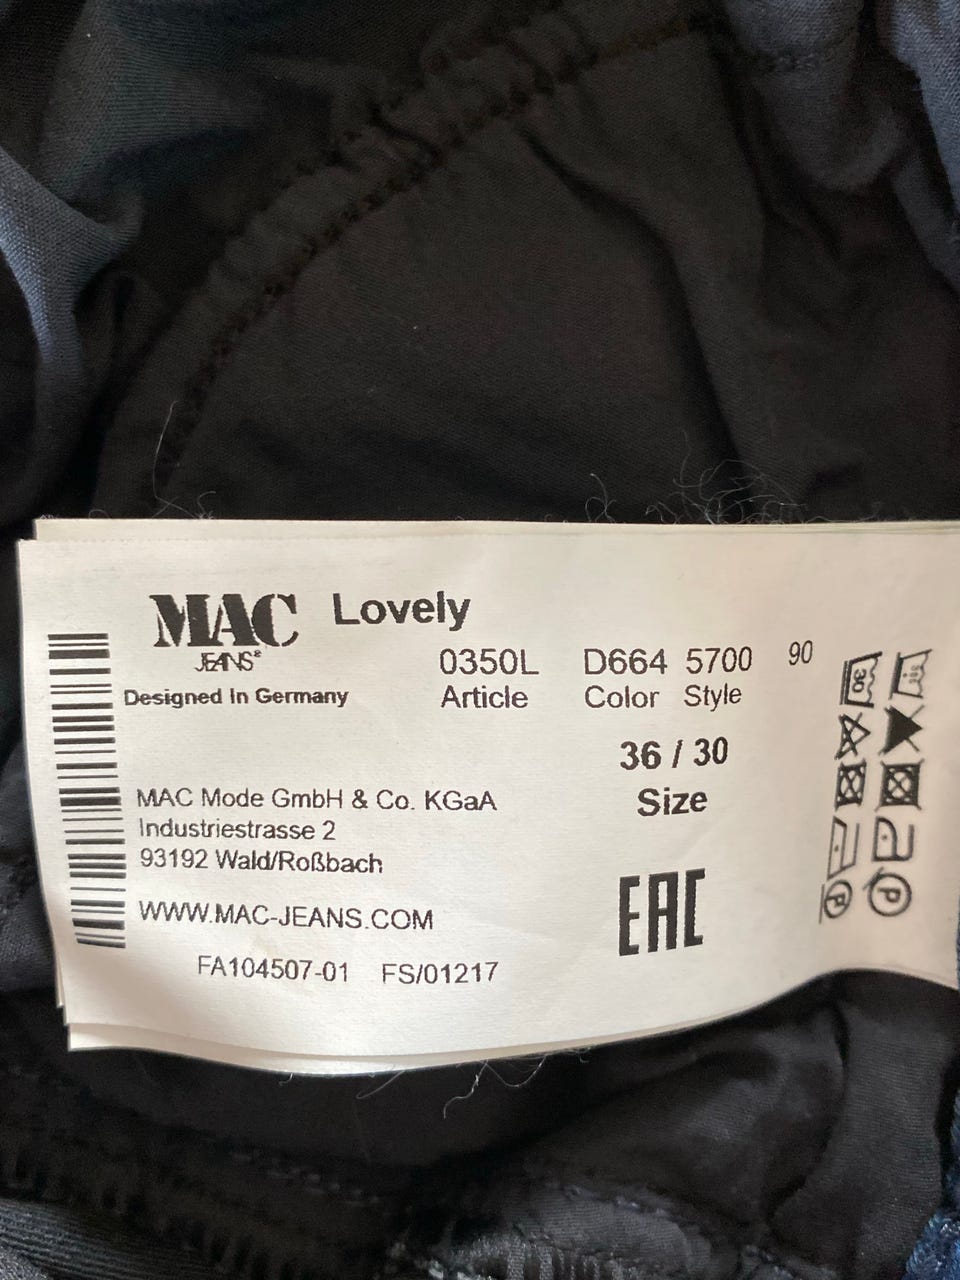 MAC Lovely
JEANS®
0350L D664 5700 90
Designed in Germany Article Color Style
36 / 30
Size
MAC Mode GmbH & Co. KGaA
Industriestrasse 2
93192 Wald/Roßbach
WWW.MAC-JEANS.COM
EAC
FA104507-01 FS/01217
30
P
P